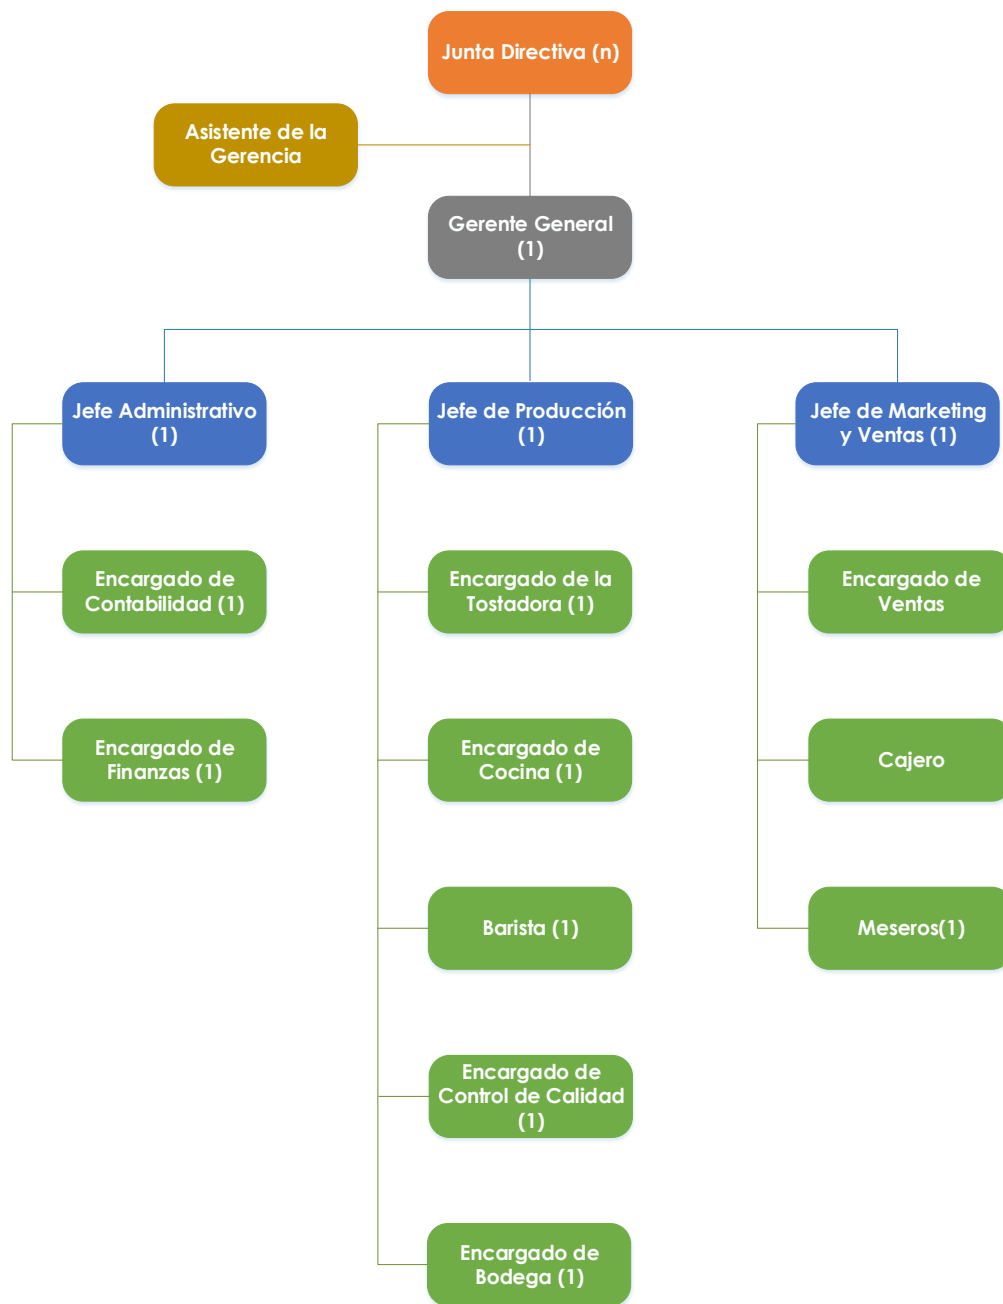 Junta Directiva (n)
Asistente de la
Gerencia
Gerente General
(1)
Jefe Administrativo
(1)
Jefe de Producción
(1)
Jefe de Marketing
y Ventas (1)
Encargado de
Contabilidad (1)
Encargado de la
Tostadora (1)
Encargado de
Ventas
Encargado de
Finanzas (1)
Encargado de
Cocina (1)
Cajero
Barista (1)
Meseros(1)
Encargado de
Control de Calidad
(1)
Encargado de
Bodega (1)